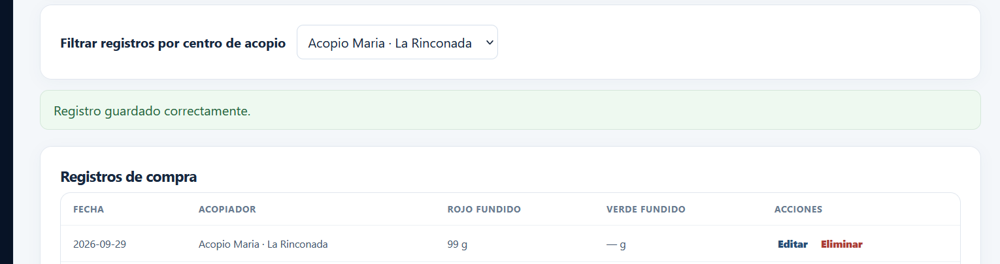 Filtrar registros por centro de acopio Acopio Maria · La Rinconada
Registro guardado correctamente.
Registros de compra
FECHA ACOPIADOR ROJO FUNDIDO VERDE FUNDIDO ACCIONES
2026-09-29 Acopio Maria · La Rinconada 99 g — g Editar Eliminar